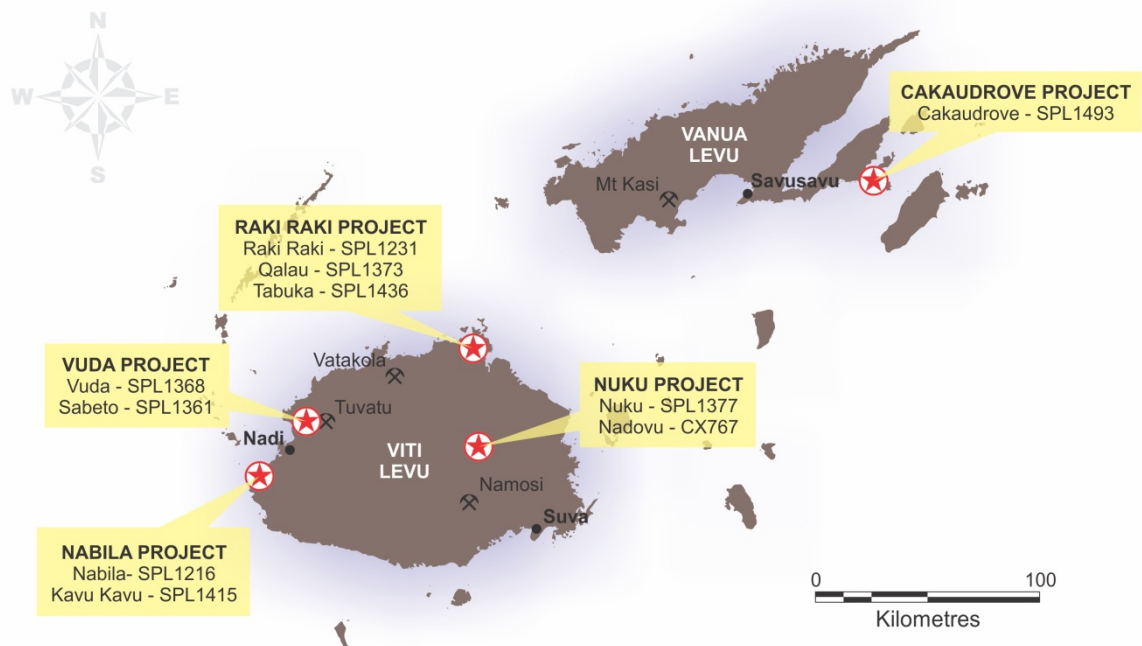 N
W E
S
CAKAUDROVE PROJECT
Cakaudrove - SPL1493
VANUA
LEVU
Mt Kasi
Savusavu
RAKI RAKI PROJECT
Raki Raki - SPL1231
Qalau - SPL1373
Tabuka - SPL1436
VUDA PROJECT
Vuda - SPL1368
Sabeto - SPL1361
Vatakola
Tuvatu
NUKU PROJECT
Nuku - SPL1377
Nadovu - CX767
Nadi
VITI
LEVU
Namosi
Suva
NABILA PROJECT
Nabila- SPL1216
Kavu Kavu - SPL1415
0 100
Kilometres